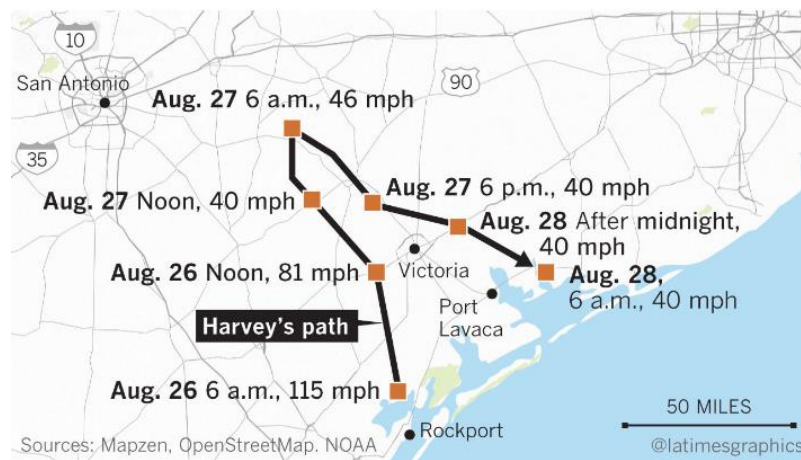 10
San Antonio
90
Aug. 27 6 a.m., 46 mph
35
Aug. 27 6 p.m., 40 mph
Aug. 27 Noon, 40 mph
Aug. 28 After midnight,
40 mph
Victoria
Aug. 26 Noon, 81 mph
Aug. 28,
6 a.m., 40 mph
Port
Lavaca
Harvey's path
Aug. 26 6 a.m., 115 mph
50 MILES
Rockport
Sources: Mapzen, OpenStreetMap. NOAA
@latimesgraphics